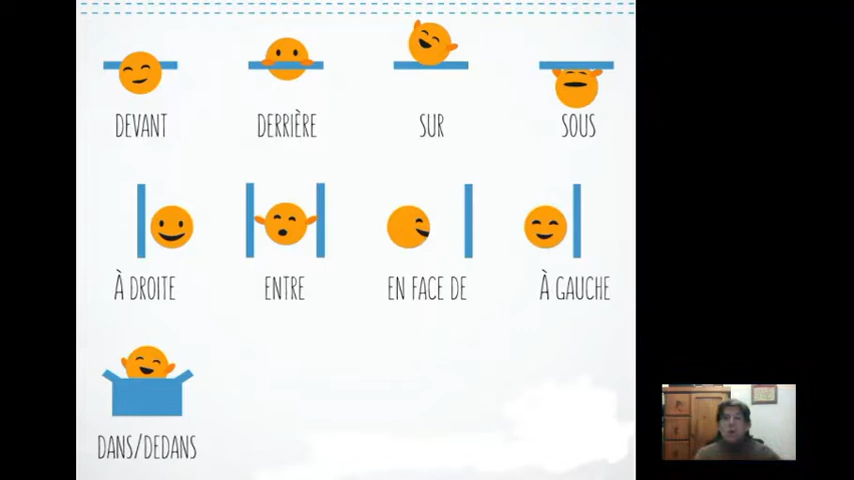 DEVANT
DERRIÈRE
SUR
SOUS
À DROITE
ENTRE
EN FACE DE
À GAUCHE
DANS/DEDANS